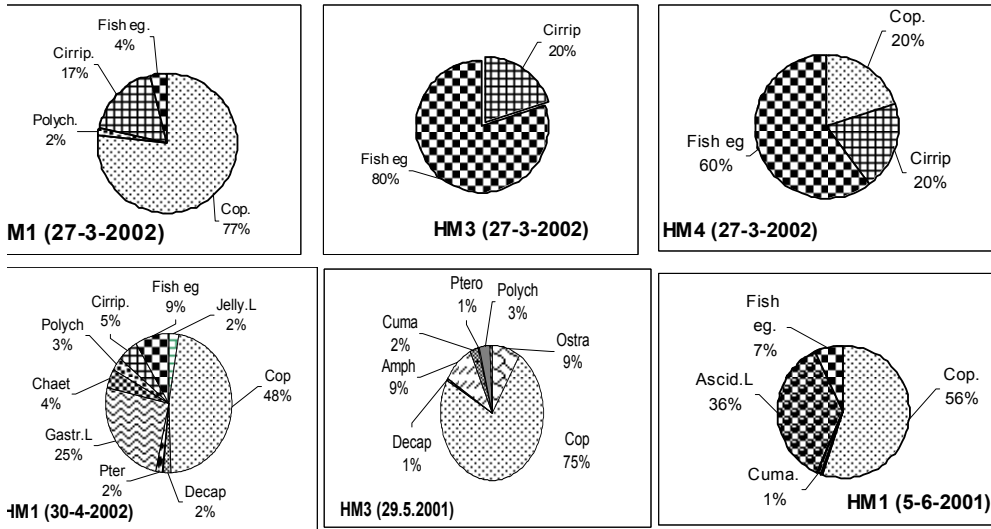 Fish eg.
4%
Cirrip.
17%
Polych.
2%
Cop.
77%
M1 (27-3-2002)
Cirrip
20%
Fish eg
80%
HM3 (27-3-2002)
Cop.
20%
Fish eg
60%
Cirrip
20%
HM4 (27-3-2002)
Fish eg
9%
Cirrip.
5%
Jelly.L
2%
Polych
3%
Cop
48%
Chaet
4%
Gastr.L
25%
Pter
2%
Decap
2%
HM1 (30-4-2002)
Ptero
1%
Polych
3%
Cuma
2%
Ostra
9%
Amph
9%
Decap
1%
Cop
75%
HM3 (29.5.2001)
Fish
eg.
7%
Ascid.L
36%
Cop.
56%
Cuma.
1%
HM1 (5-6-2001)